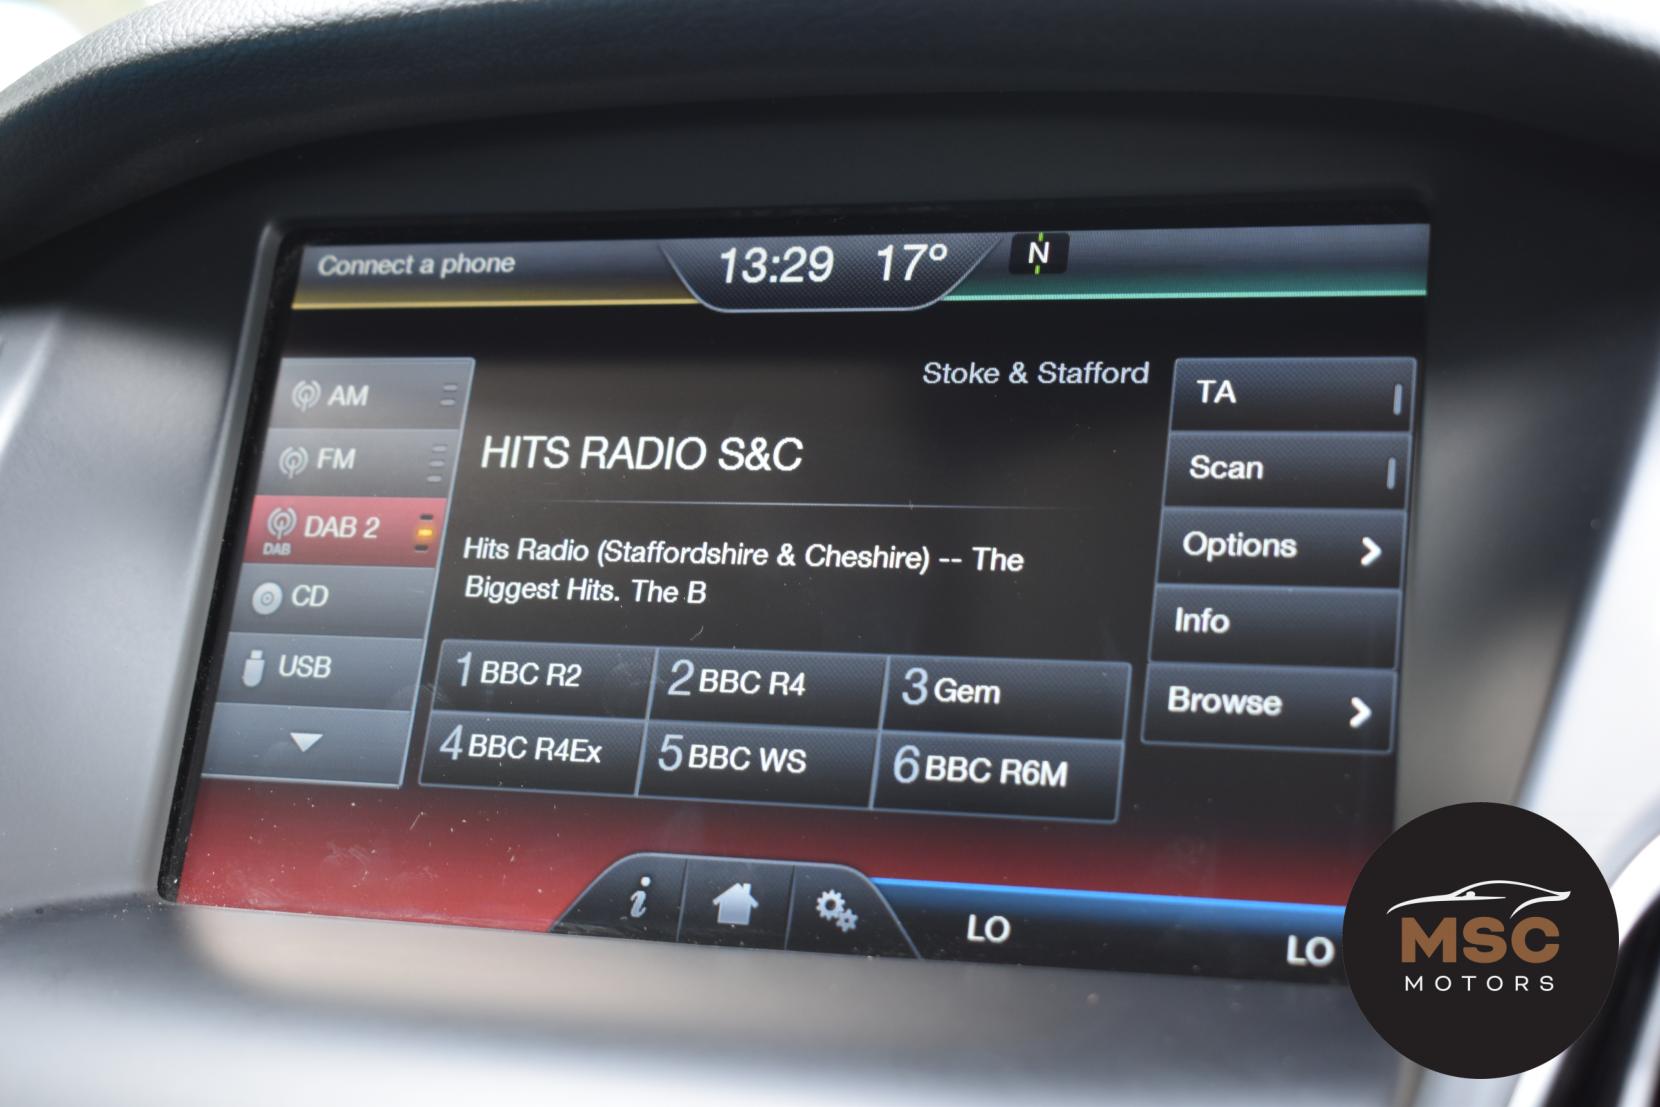 Connect a phone
13:29 17° N
Stoke & Stafford
AM
FM
DAB DAB 2
CD
USB
HITS RADIO S&C
Hits Radio (Staffordshire & Cheshire) -- The
Biggest Hits. The B
1 BBC R2
2 BBC R4
3 Gem
4 BBC R4Ex
5 BBC WS
6 BBC R6M
TA
Scan
Options
Info
Browse
i
LO
LO
MSC
MOTORS